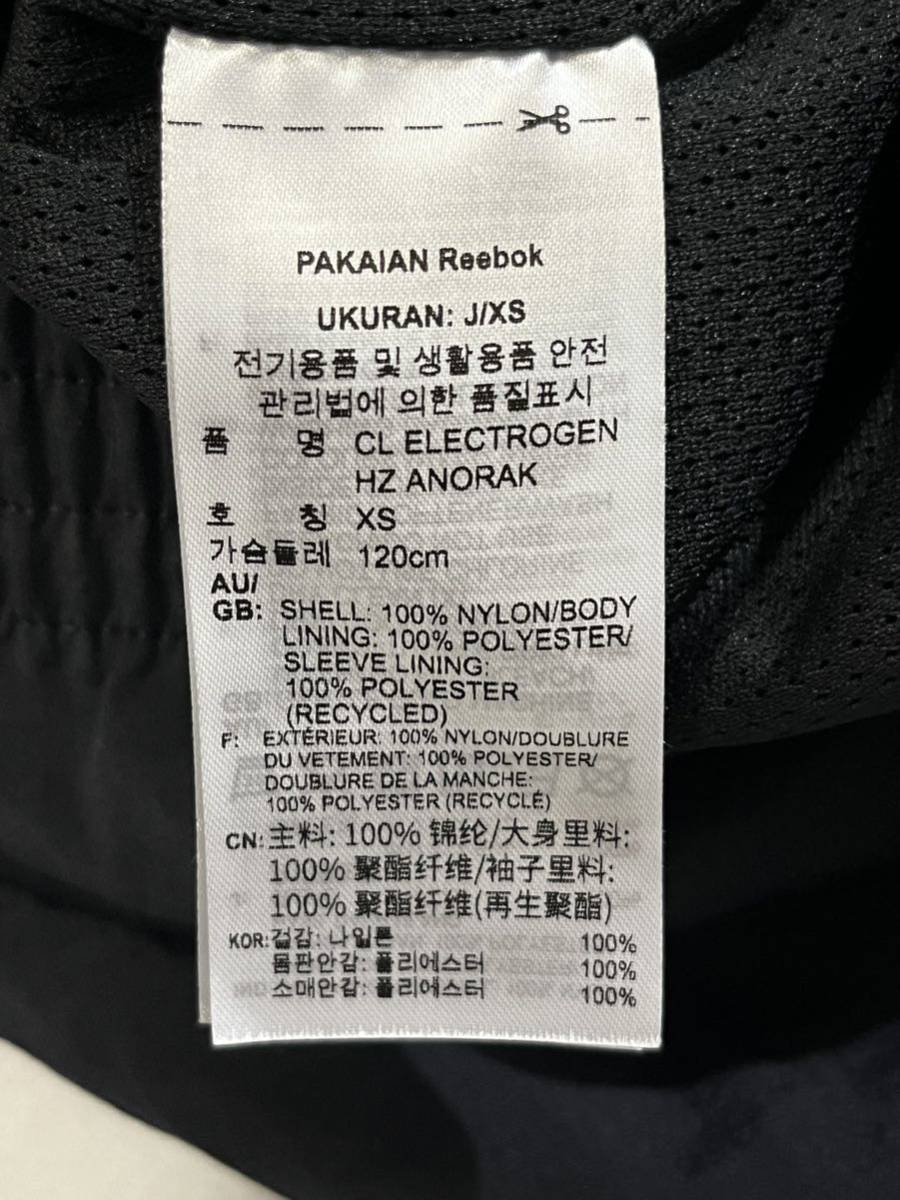 PAKAIAN Reebok
UKURAN: J/XS
전기용품 및 생활용품 안전
관리법에 의한 품질표시
품 명 CL ELECTROGEN
HZ ANORAK
호 칭 XS
가슴둘레 120cm
AU/
GB: SHELL: 100% NYLON/BODY
LINING: 100% POLYESTER/
SLEEVE LINING:
100% POLYESTER
(RECYCLED)
F: EXTÉRIEUR: 100% NYLON/DOUBLURE
DU VETEMENT: 100% POLYESTER/
DOUBLURE DE LA MANCHE:
100% POLYESTER (RECYCLÉ)
CN: 主料: 100% 锦纶/大身里料:
100% 聚酯纤维/袖子里料:
100% 聚酯纤维(再生聚酯)
KOR: 겉감: 나일론 100%
몸판안감: 폴리에스터 100%
소매안감: 폴리에스터 100%